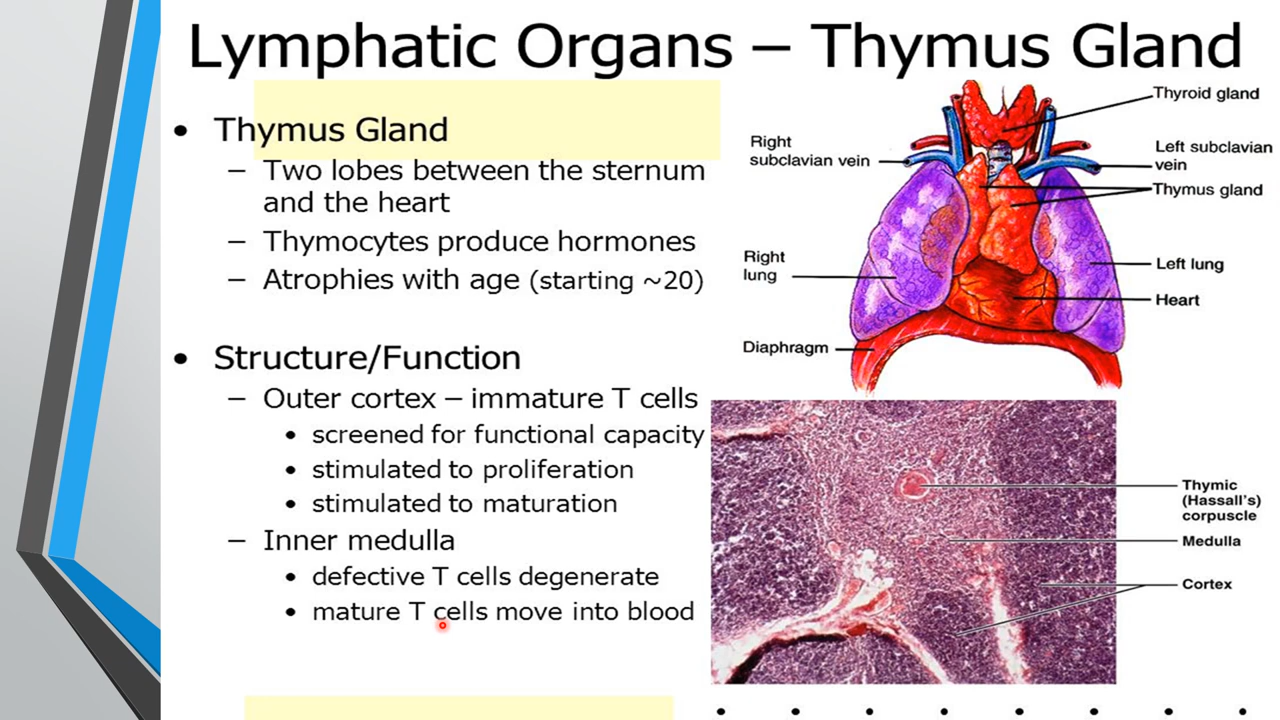 Lymphatic Organs – Thymus Gland
• Thymus Gland
– Two lobes between the sternum
and the heart
– Thymocytes produce hormones
– Atrophies with age (starting ~20)
• Structure/Function
– Outer cortex – immature T cells
• screened for functional capacity
• stimulated to proliferation
• stimulated to maturation
– Inner medulla
• defective T cells degenerate
• mature T cells move into blood
Thyroid gland
Right
subclavian vein
Left subclavian
vein
Thymus gland
Right
lung
Left lung
Heart
Diaphragm
Thymic
(Hassall's)
corpuscle
Medulla
Cortex